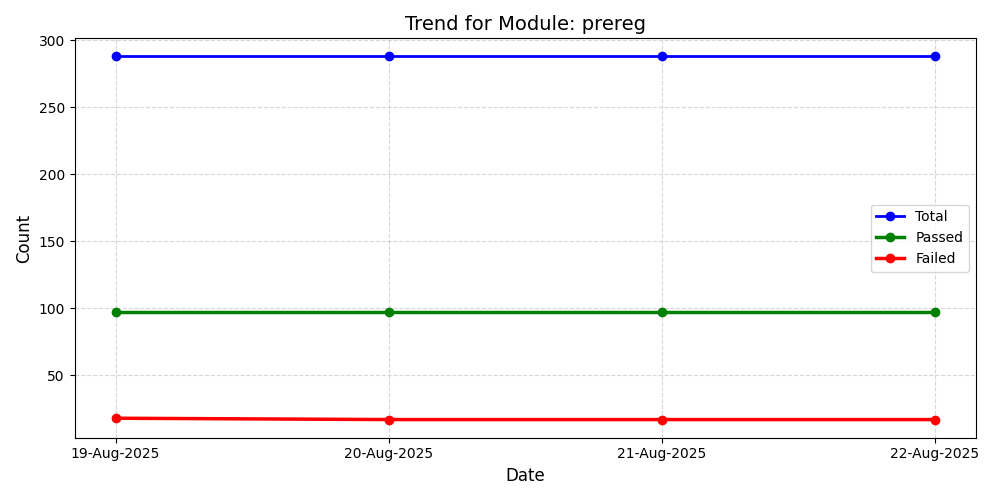 Trend for Module: prereg
300
250
200
150
100
50
Count
Total
Passed
Failed
19-Aug-2025
20-Aug-2025
21-Aug-2025
22-Aug-2025
Date